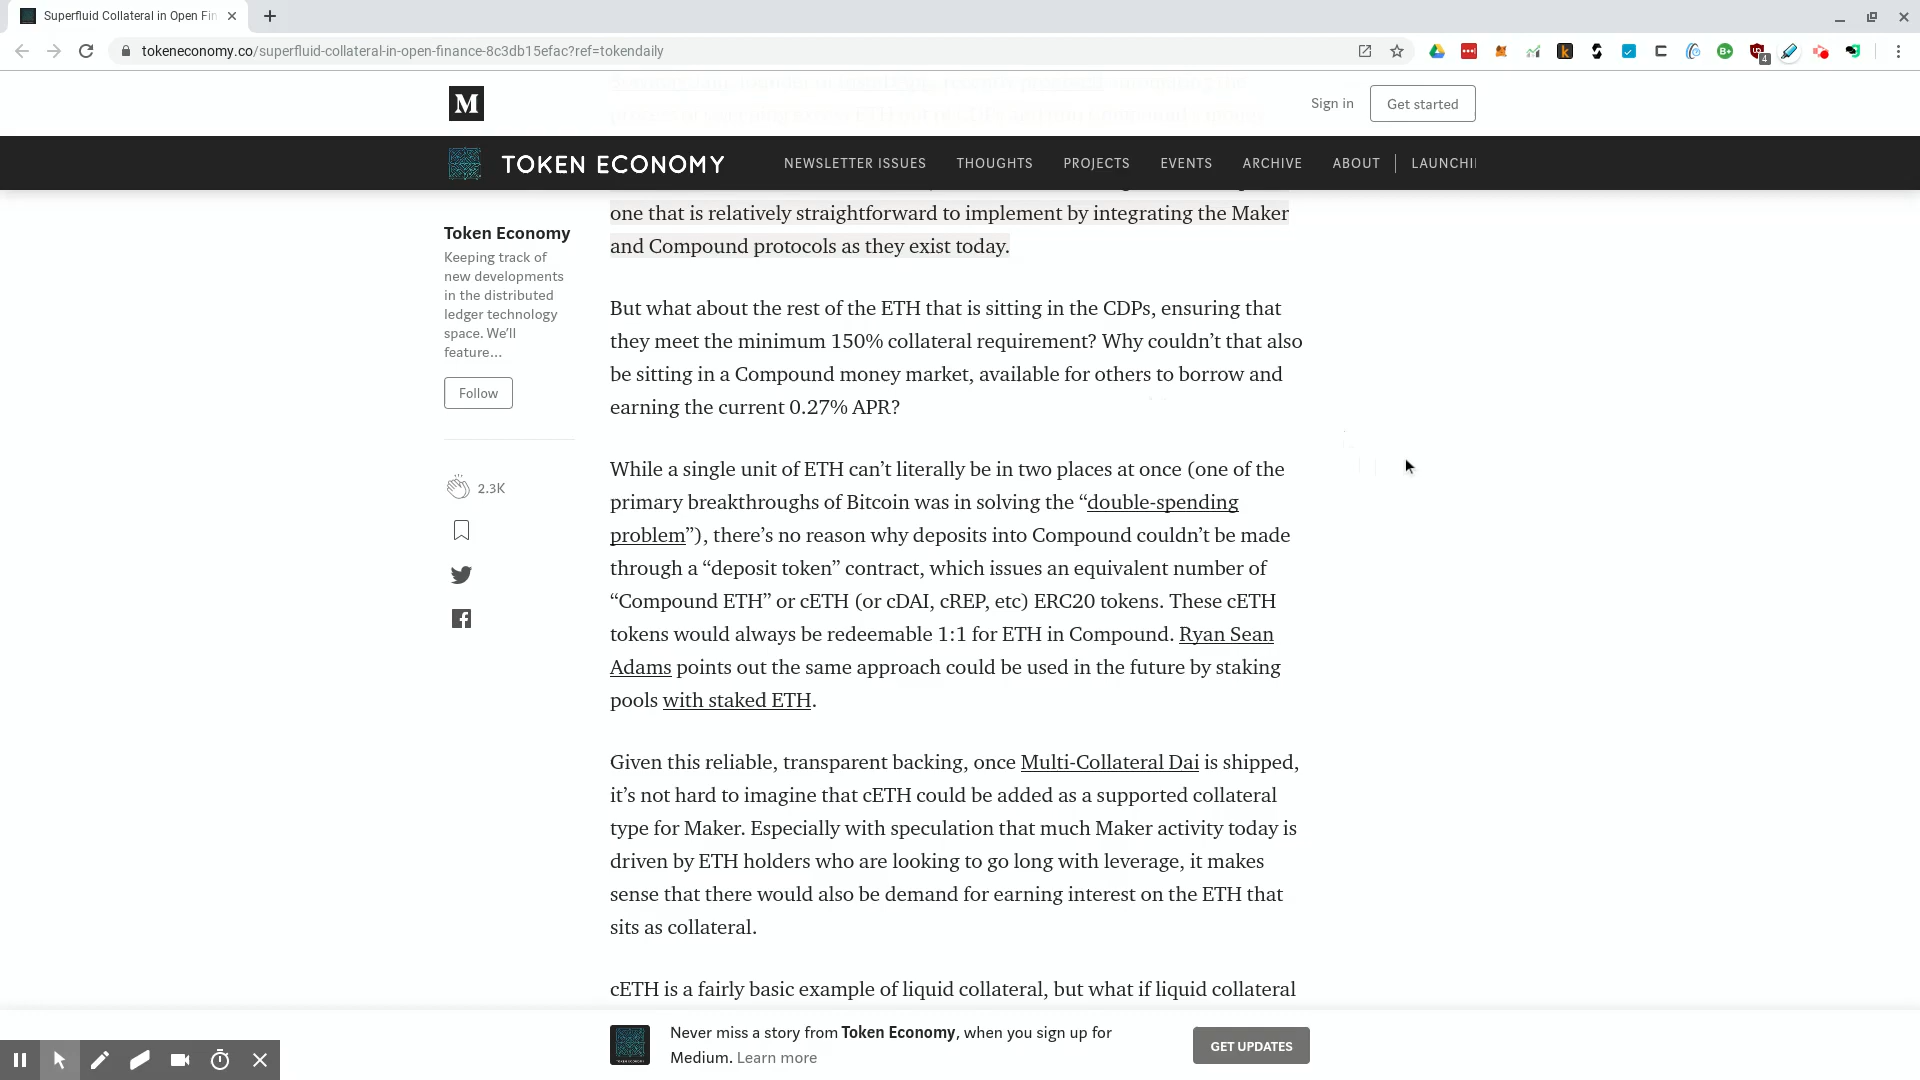 Superfluid Collateral in Open Fin
tokeneconomy.co/superfluid-collateral-in-open-finance-8c3db15efac?ref=tokendaily
4
M
Sign in
Get started
TOKEN ECONOMY
NEWSLETTER ISSUES
THOUGHTS
PROJECTS
EVENTS
ARCHIVE
ABOUT
LAUNCHI
Token Economy
Keeping track of
new developments
in the distributed
ledger technology
space. We’ll
feature…
Follow
2.3K
one that is relatively straightforward to implement by integrating the Maker
and Compound protocols as they exist today.
But what about the rest of the ETH that is sitting in the CDPs, ensuring that
they meet the minimum 150% collateral requirement? Why couldn’t that also
be sitting in a Compound money market, available for others to borrow and
earning the current 0.27% APR?
While a single unit of ETH can’t literally be in two places at once (one of the
primary breakthroughs of Bitcoin was in solving the “double-spending
problem”), there’s no reason why deposits into Compound couldn’t be made
through a “deposit token” contract, which issues an equivalent number of
“Compound ETH” or cETH (or cDAI, cREP, etc) ERC20 tokens. These cETH
tokens would always be redeemable 1:1 for ETH in Compound. Ryan Sean
Adams points out the same approach could be used in the future by staking
pools with staked ETH.
Given this reliable, transparent backing, once Multi-Collateral Dai is shipped,
it’s not hard to imagine that cETH could be added as a supported collateral
type for Maker. Especially with speculation that much Maker activity today is
driven by ETH holders who are looking to go long with leverage, it makes
sense that there would also be demand for earning interest on the ETH that
sits as collateral.
cETH is a fairly basic example of liquid collateral, but what if liquid collateral
Never miss a story from Token Economy, when you sign up for
Medium. Learn more
GET UPDATES